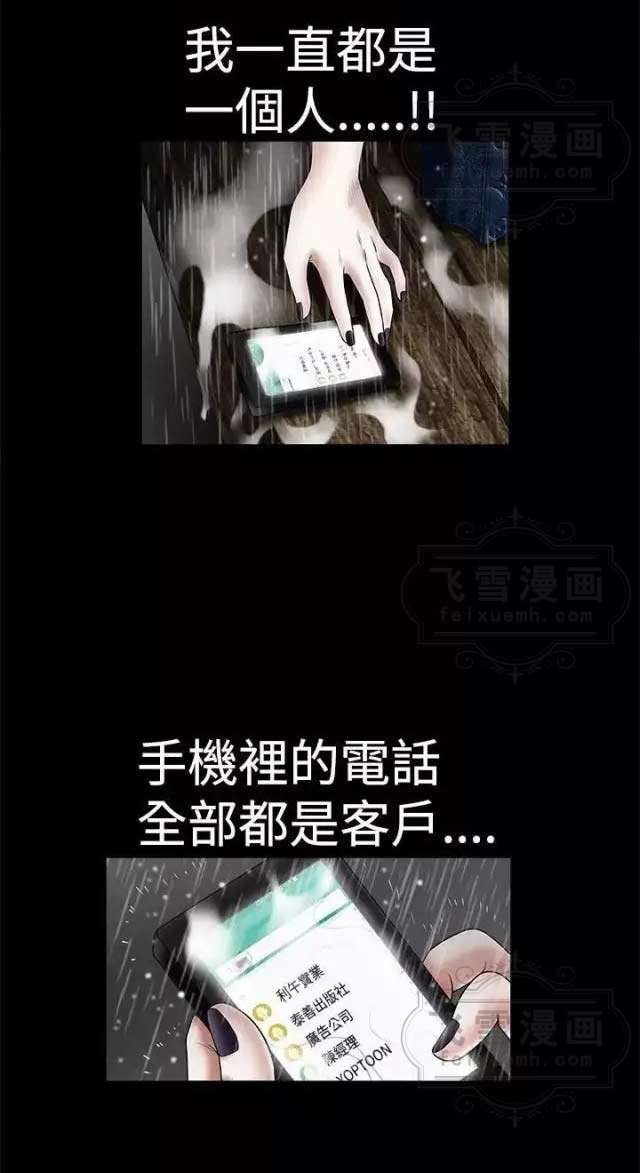 我一直都是
一個人.....!!
飞雪漫画
feixuemh.com
飞雪漫画
feixuemh.com
手機裡的電話
全部都是客戶....
利午實業
泰善出版社
廣告公司
陳經理
YOPTOON
飞雪漫画
feixuemh.com